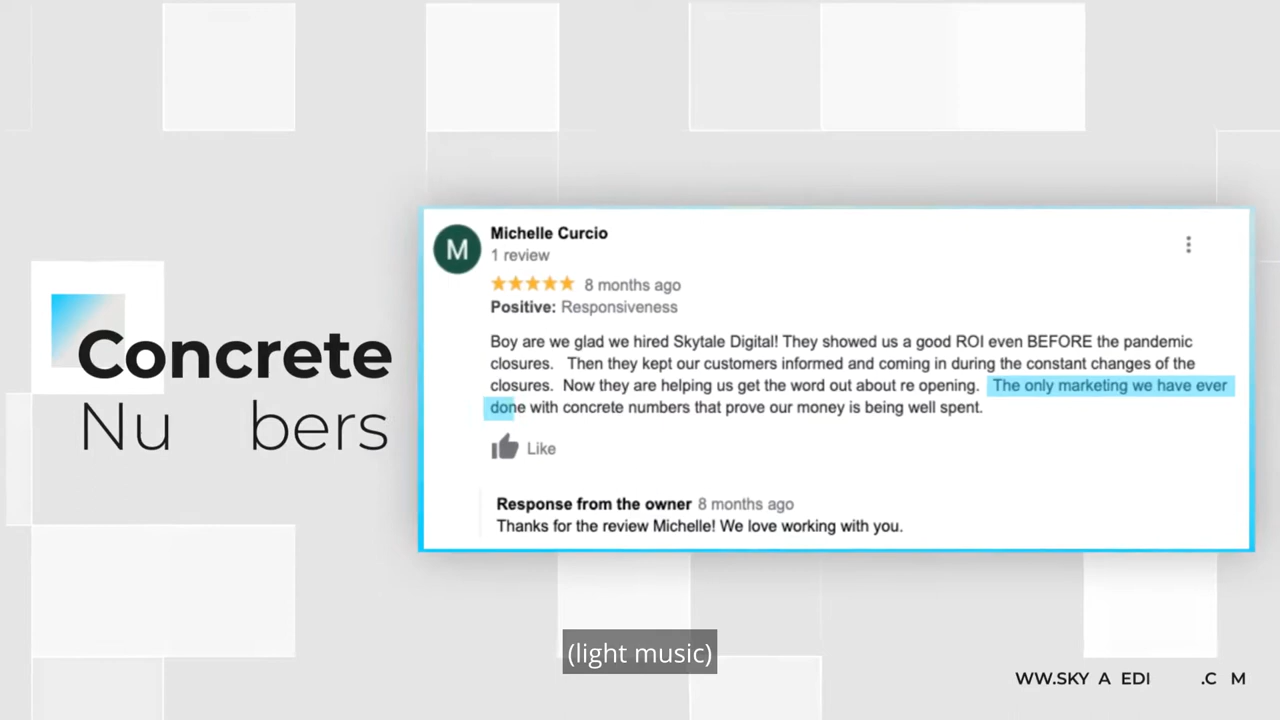 Concrete
Nu bers
M
Michelle Curcio
1 review
8 months ago
Positive: Responsiveness
Boy are we glad we hired Skytale Digital! They showed us a good ROI even BEFORE the pandemic
closures. Then they kept our customers informed and coming in during the constant changes of the
closures. Now they are helping us get the word out about re opening. The only marketing we have ever
done with concrete numbers that prove our money is being well spent.
Like
Response from the owner 8 months ago
Thanks for the review Michelle! We love working with you.
(light music)
WW.SKY A EDI .C M